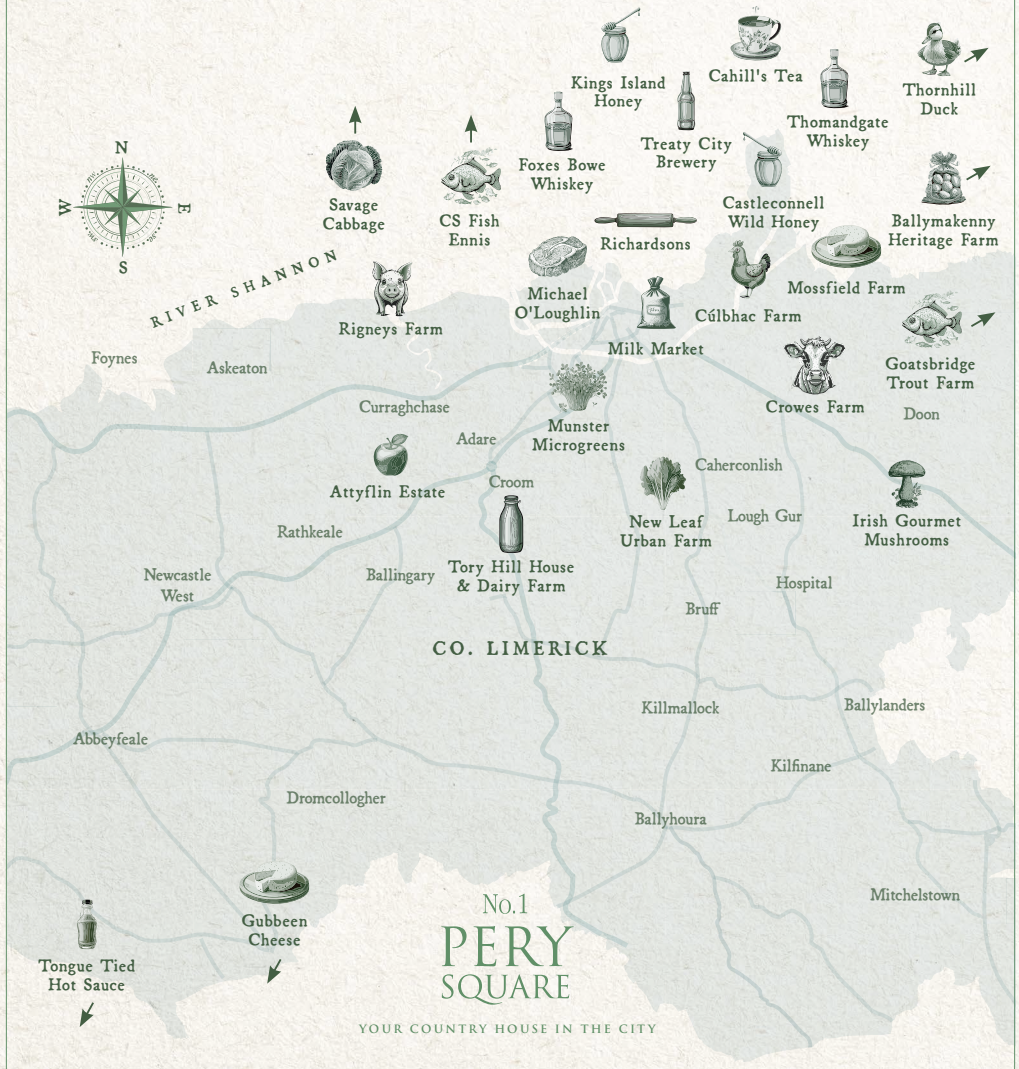 Kings Island
Honey
Cahill's Tea
Thornhill
Duck
Foxes Bowe
Whiskey
Treaty City
Brewery
Thomandgate
Whiskey
N
W
E
S
Savage
Cabbage
CS Fish
Ennis
Castleconnell
Wild Honey
Ballymakenny
Heritage Farm
Richardsons
RIVER SHANNON
Michael
O'Loughlin
Mossfield Farm
Rigneys Farm
Cúlbhac Farm
Milk Market
Foynes
Askeaton
Goatsbridge
Trout Farm
Curraghchase
Crowes Farm
Doon
Munster
Microgreens
Adare
Caherconlish
Croom
Attyflin Estate
New Leaf
Urban Farm
Lough Gur
Irish Gourmet
Mushrooms
Rathkeale
Newcastle
West
Ballingary
Tory Hill House
& Dairy Farm
Hospital
Bruff
CO. LIMERICK
Killmallock
Ballylanders
Abbeyfeale
Kilfinane
Dromcollogher
Ballyhoura
Mitchelstown
Gubbeen
Cheese
Tongue Tied
Hot Sauce
No.1
PERY
SQUARE
YOUR COUNTRY HOUSE IN THE CITY